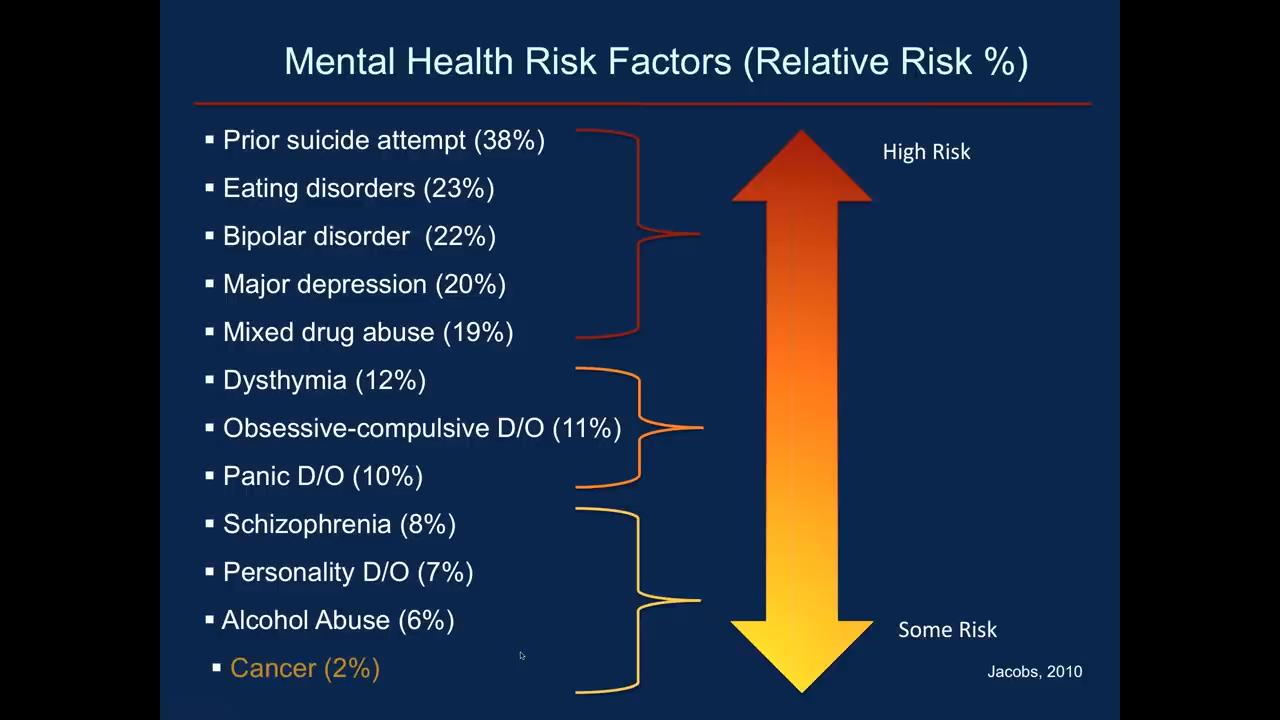 Mental Health Risk Factors (Relative Risk %)
▪ Prior suicide attempt (38%)
▪ Eating disorders (23%)
▪ Bipolar disorder (22%)
▪ Major depression (20%)
▪ Mixed drug abuse (19%)
▪ Dysthymia (12%)
▪ Obsessive-compulsive D/O (11%)
▪ Panic D/O (10%)
▪ Schizophrenia (8%)
▪ Personality D/O (7%)
▪ Alcohol Abuse (6%)
▪ Cancer (2%)
High Risk
Some Risk
Jacobs, 2010